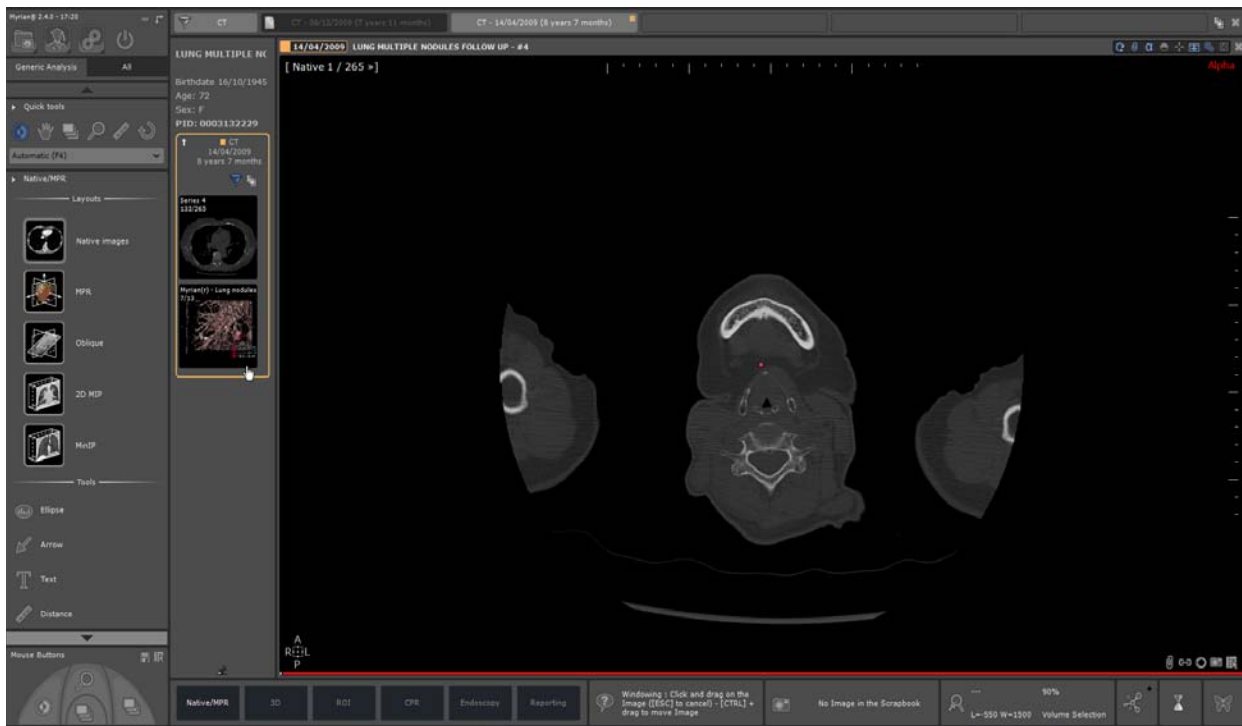 Myrian® 2.4.0 - 17-20
Generic Analysis
All
Quick tools
Automatic (F4)
Native/MPR
Layouts
Native images
MPR
Oblique
2D MIP
MinIP
Tools
Ellipse
Arrow
Text
Distance
Mouse Buttons
CT
CT - 14/04/2009 (8 years 7 months)
LUNG MULTIPLE NO
Birthdate 16/10/1945
Age: 72
Sex: F
PID: 0003132229
CT
14/04/2009
8 years 7 months
Series 4
133/265
Myrian(r) - Lung nodules
7/13
14/04/2009 LUNG MULTIPLE NODULES FOLLOW UP - #4
[ Native 1 / 265 »]
Alpha
A
R L
P
Native/MPR
3D
ROI
CPR
Endoscopy
Reporting
Windowing : Click and drag on the
Image ([ESC] to cancel) - [CTRL] +
drag to move Image
No Image in the Scrapbook
L=-550 W=1500
90%
Volume Selection